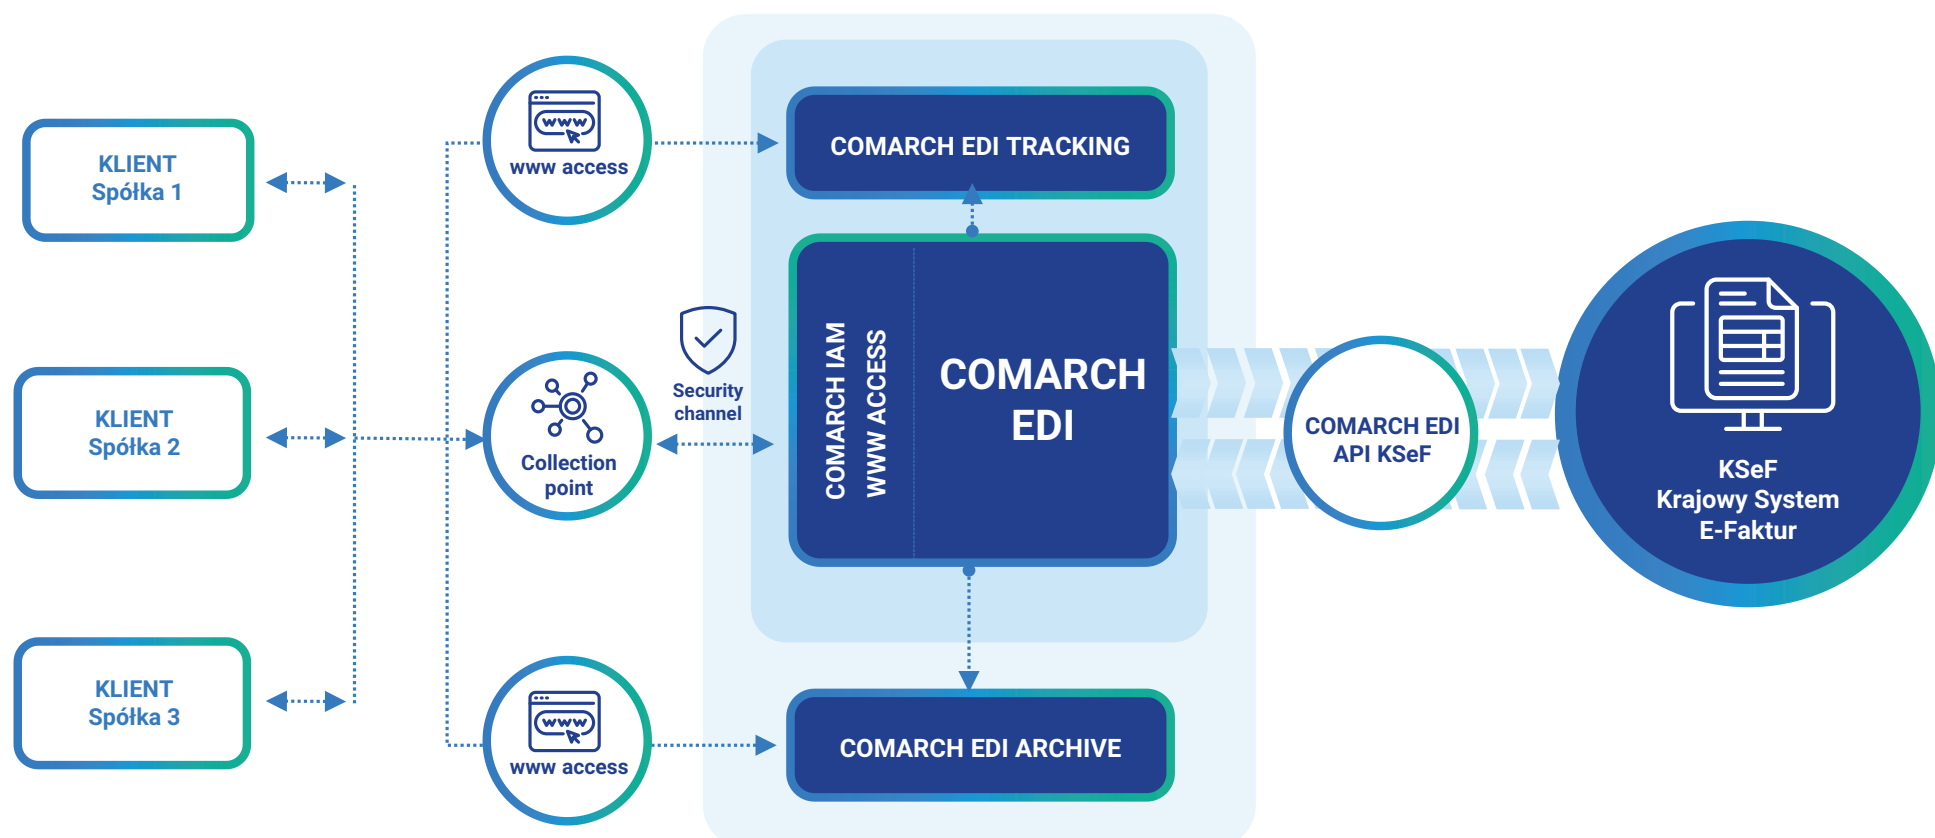 KLIENT
Spółka 1
KLIENT
Spółka 2
KLIENT
Spółka 3
www
www access
Collection
point
www
www access
Security
channel
COMARCH EDI TRACKING
COMARCH IAM
WWW ACCESS
COMARCH
EDI
COMARCH EDI ARCHIVE
COMARCH EDI
API KSeF
KSeF
Krajowy System
E-Faktur